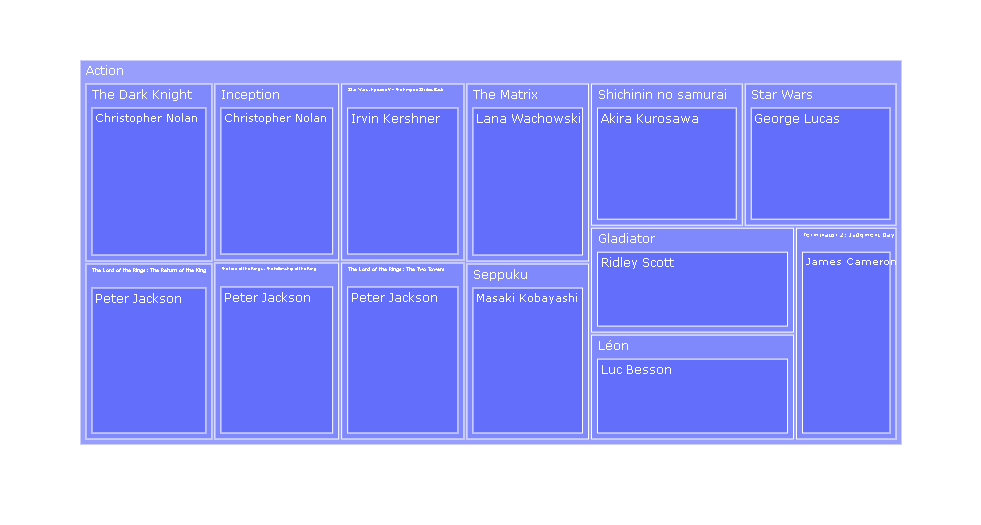 Action
The Dark Knight
Christopher Nolan
Inception
Christopher Nolan
Irvin Kershner
The Matrix
Lana Wachowski
Shichinin no samurai
Akira Kurosawa
Star Wars
George Lucas
The Lord of the Rings: The Return of the King
Peter Jackson
Peter Jackson
The Lord of the Rings: The Two Towers
Peter Jackson
Seppuku
Masaki Kobayashi
Gladiator
Ridley Scott
Léon
Luc Besson
Terminator 2: Judgment Day
James Cameron